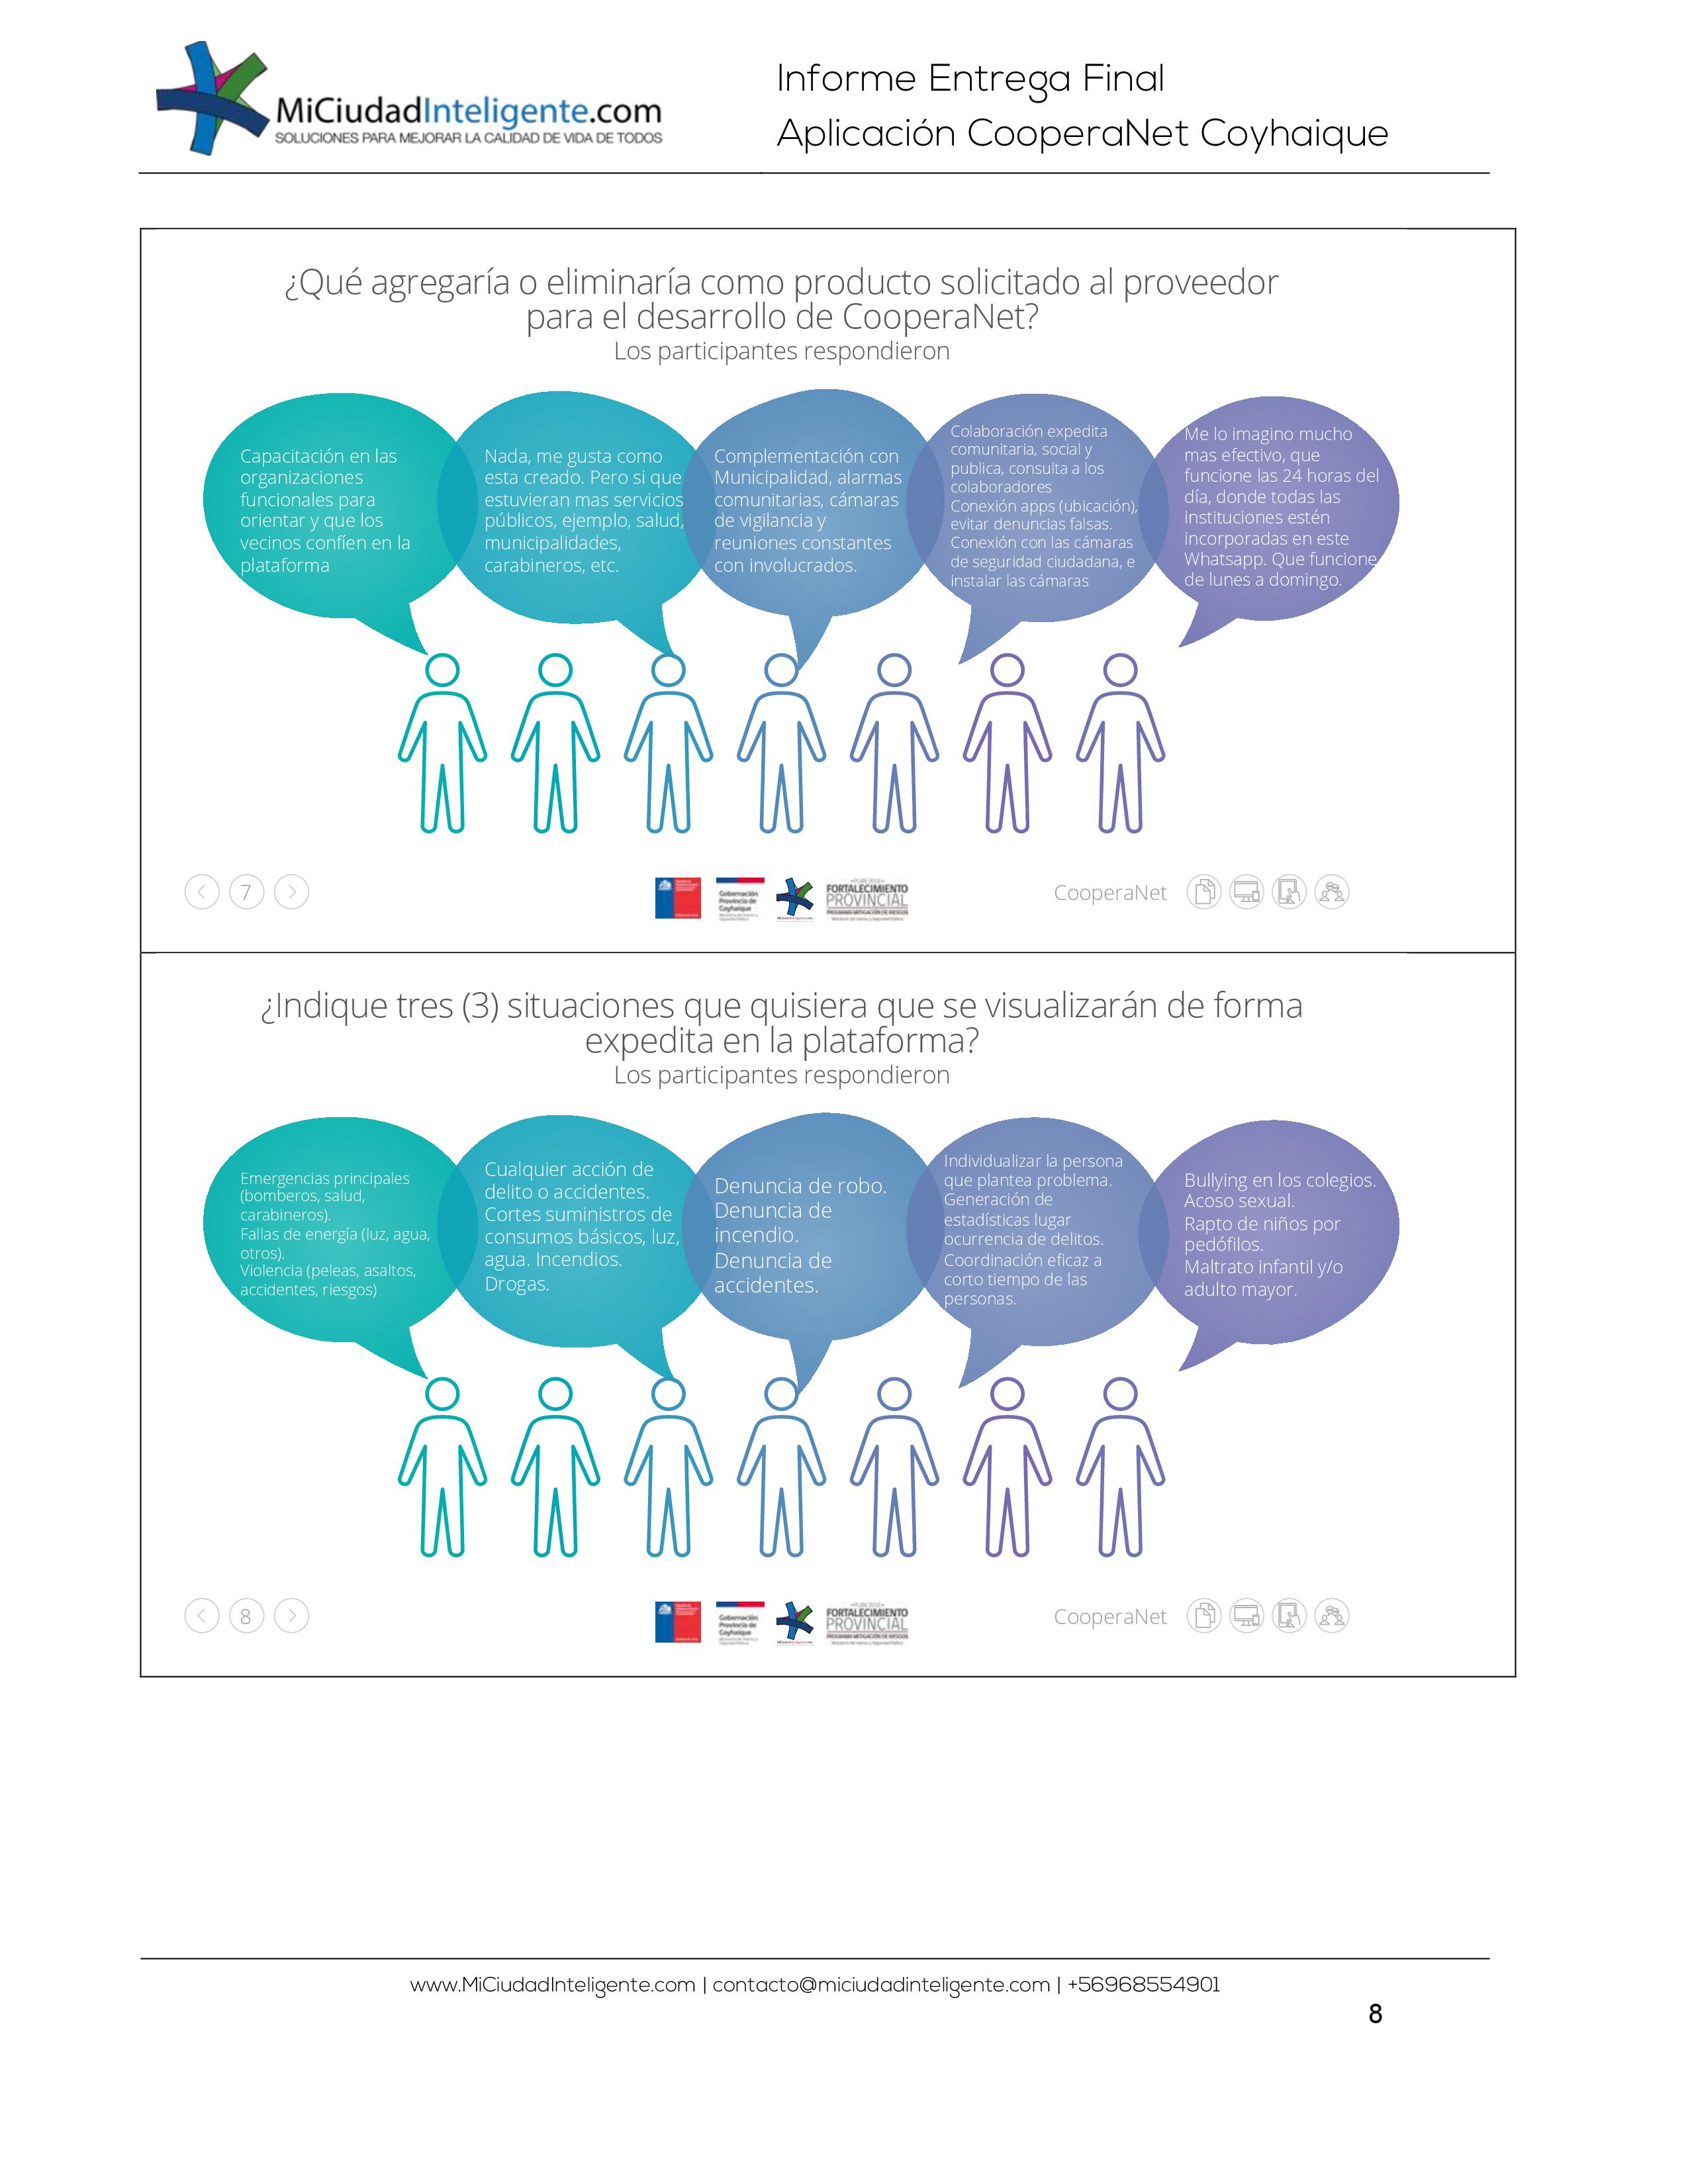 MiCiudadInteligente.com
SOLUCIONES PARA MEJORAR LA CALIDAD DE VIDA DE TODOS
Informe Entrega Final
Aplicación CooperaNet Coyhaique
¿Qué agregaría o eliminaría como producto solicitado al proveedor
para el desarrollo de CooperaNet?
Los participantes respondieron
Capacitación en las
organizaciones
funcionales para
orientar y que los
vecinos confíen en la
plataforma
Nada, me gusta como
esta creado. Pero si que
estuvieran mas servicios
públicos, ejemplo, salud,
municipalidades,
carabineros, etc.
Complementación con
Municipalidad, alarmas
comunitarias, cámaras
de vigilancia y
reuniones constantes
con involucrados.
Colaboración expedita
comunitaria, social y
publica, consulta a los
colaboradores
Conexión apps (ubicación),
evitar denuncias falsas.
Conexión con las cámaras
de seguridad ciudadana, e
instalar las cámaras
Me lo imagino mucho
mas efectivo, que
funcione las 24 horas del
día, donde todas las
instituciones estén
incorporadas en este
Whatsapp. Que funcione
de lunes a domingo.
7
Gobernación
Provincia de
Coyhaique
FORTALECIMIENTO
PROVINCIAL
PROGRAMA MITIGACIÓN DE RIESGOS
CooperaNet
¿Indique tres (3) situaciones que quisiera que se visualizarán de forma
expedita en la plataforma?
Los participantes respondieron
Emergencias principales
(bomberos, salud,
carabineros).
Fallas de energía (luz, agua,
otros).
Violencia (peleas, asaltos,
accidentes, riesgos)
Cualquier acción de
delito o accidentes.
Cortes suministros de
consumos básicos, luz,
agua. Incendios.
Drogas.
Denuncia de robo.
Denuncia de
incendio.
Denuncia de
accidentes.
Individualizar la persona
que plantea problema.
Generación de
estadísticas lugar
ocurrencia de delitos.
Coordinación eficaz a
corto tiempo de las
personas.
Bullying en los colegios.
Acoso sexual.
Rapto de niños por
pedófilos.
Maltrato infantil y/o
adulto mayor.
8
Gobernación
Provincia de
Coyhaique
FORTALECIMIENTO
PROVINCIAL
PROGRAMA MITIGACIÓN DE RIESGOS
CooperaNet
www.MiCiudadInteligente.com | contacto@miciudadinteligente.com | +56968554901
8